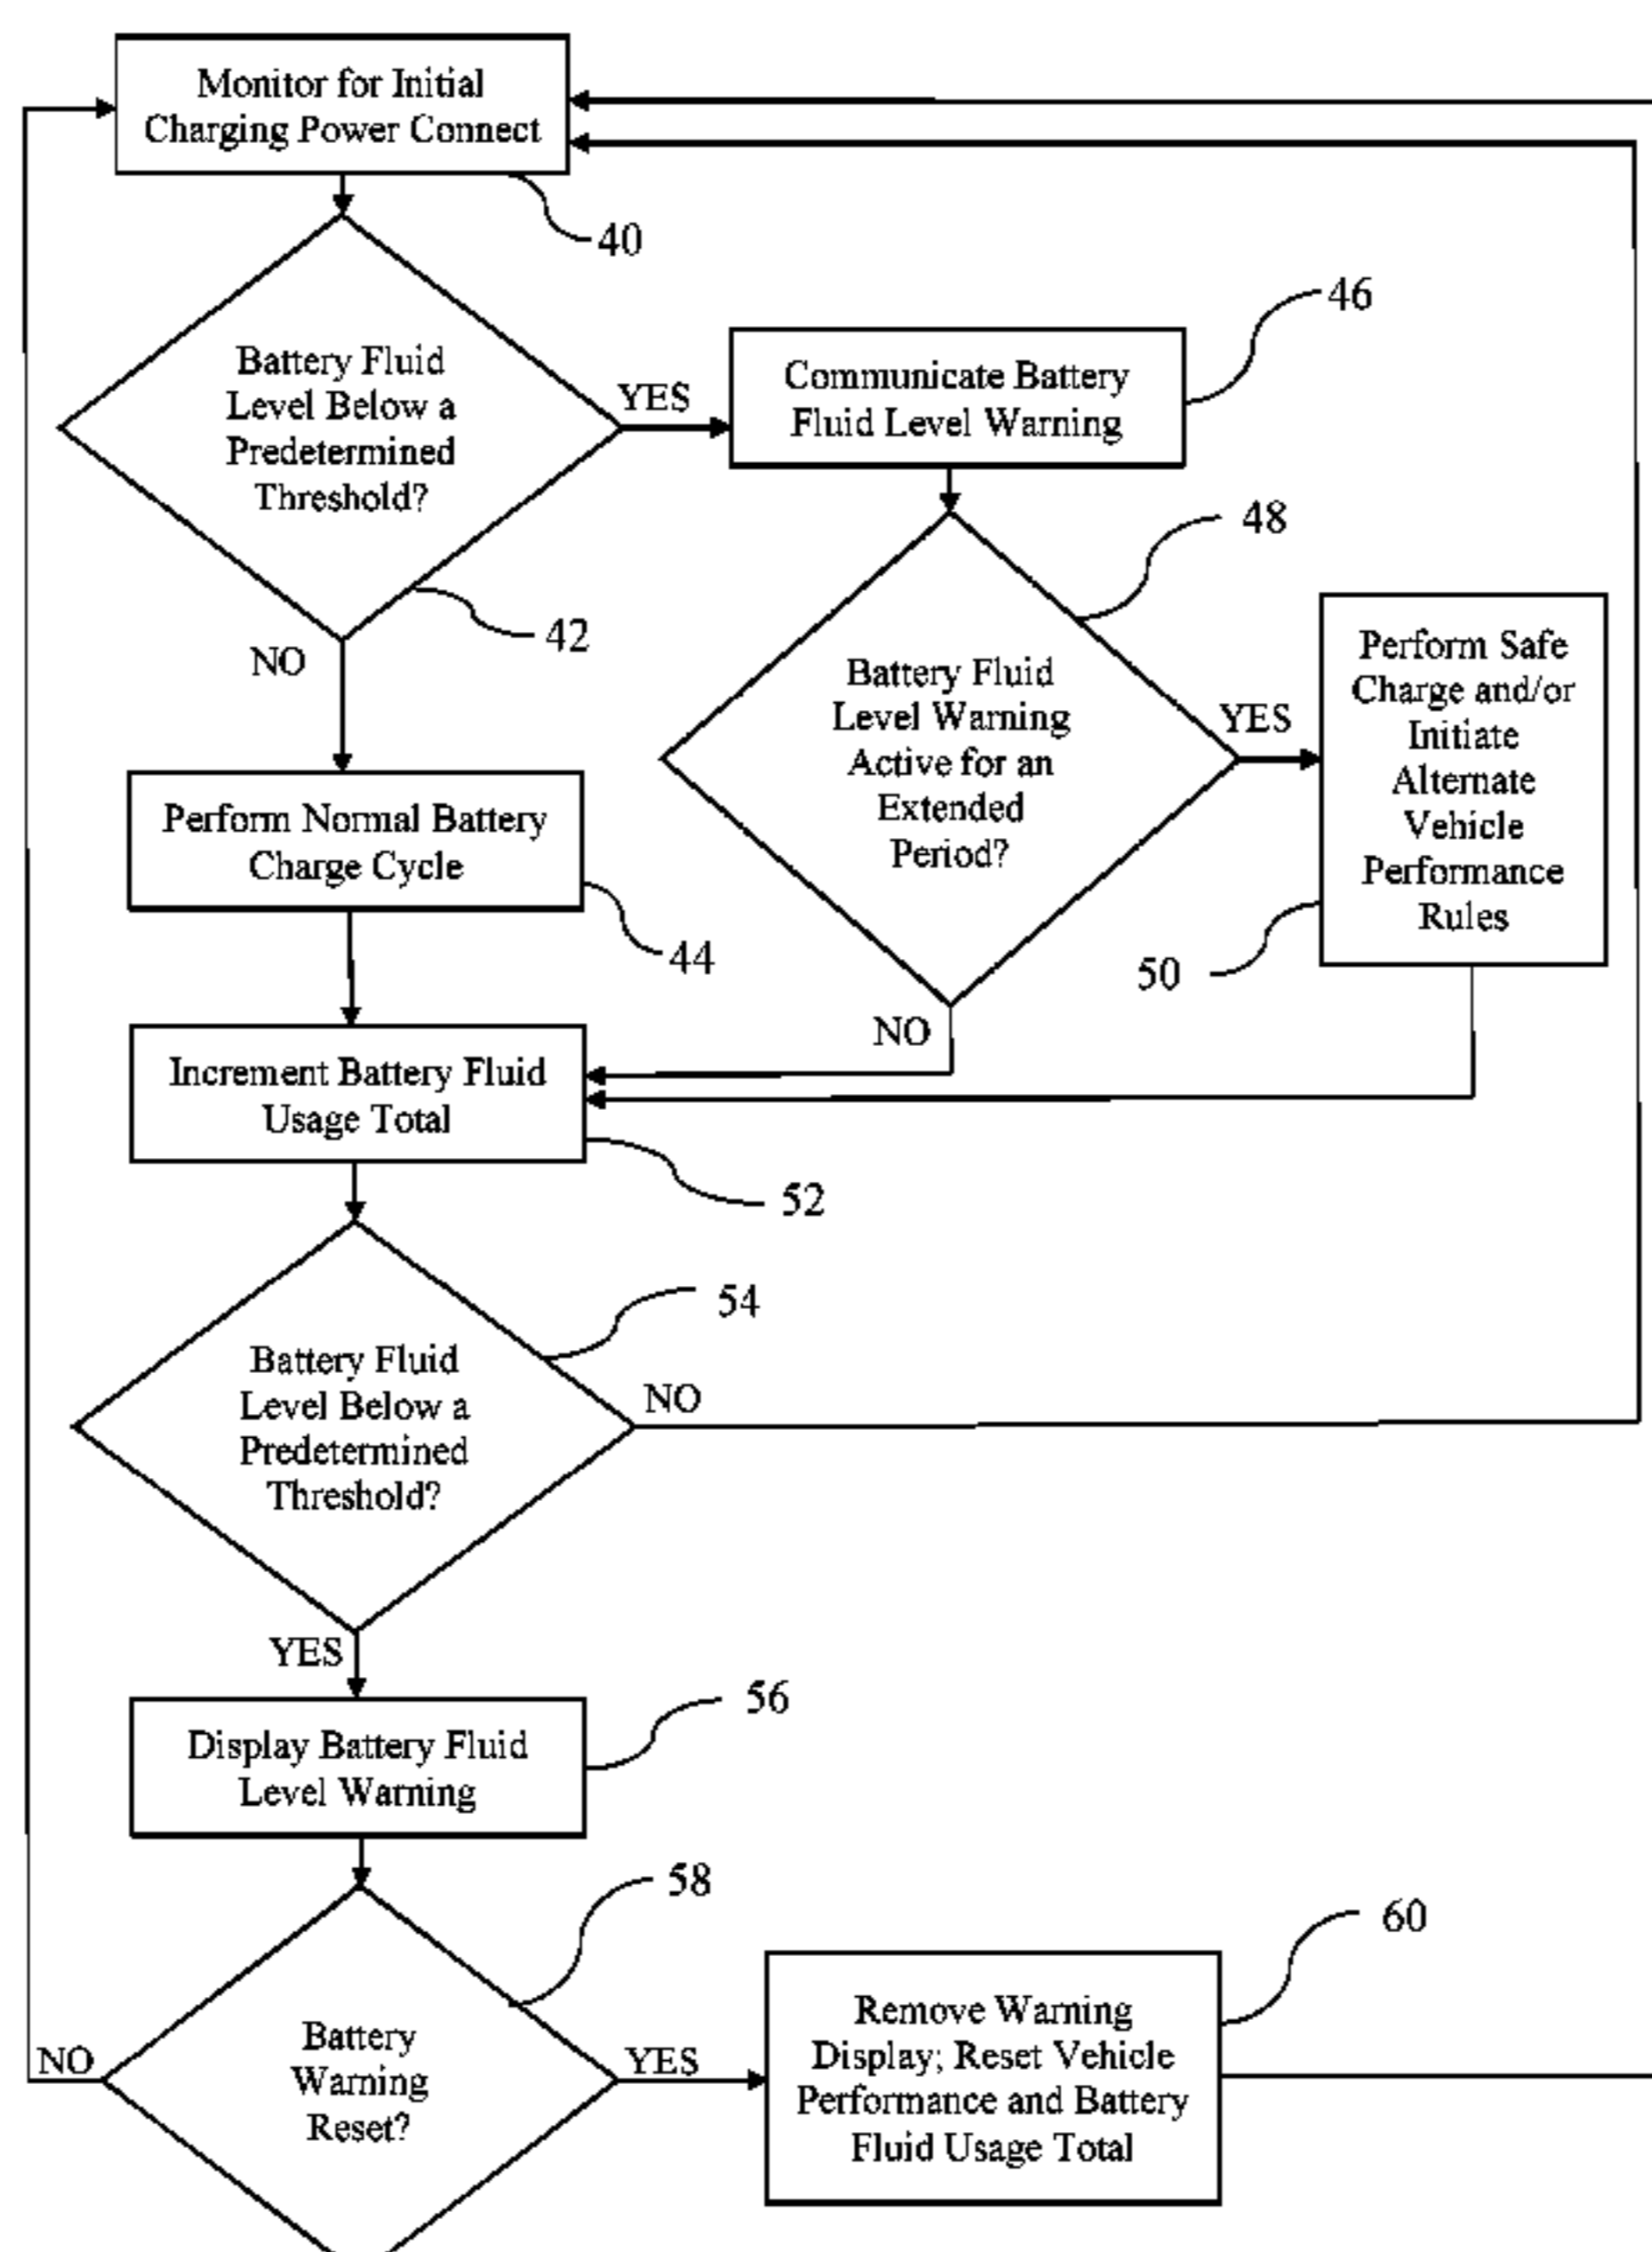 Monitor for Initial
Charging Power Connect
40
Battery Fluid
Level Below a
Predetermined
Threshold?
YES
42
NO
46
Communicate Battery
Fluid Level Warning
48
Battery Fluid
Level Warning
Active for an
Extended
Period?
YES
NO
Perform Safe
Charge and/or
Initiate
Alternate
Vehicle
Performance
Rules
50
Perform Normal Battery
Charge Cycle
44
Increment Battery Fluid
Usage Total
52
54
Battery Fluid
Level Below a
Predetermined
Threshold?
NO
YES
56
Display Battery Fluid
Level Warning
58
Battery
Warning
Reset?
NO
YES
60
Remove Warning
Display; Reset Vehicle
Performance and Battery
Fluid Usage Total